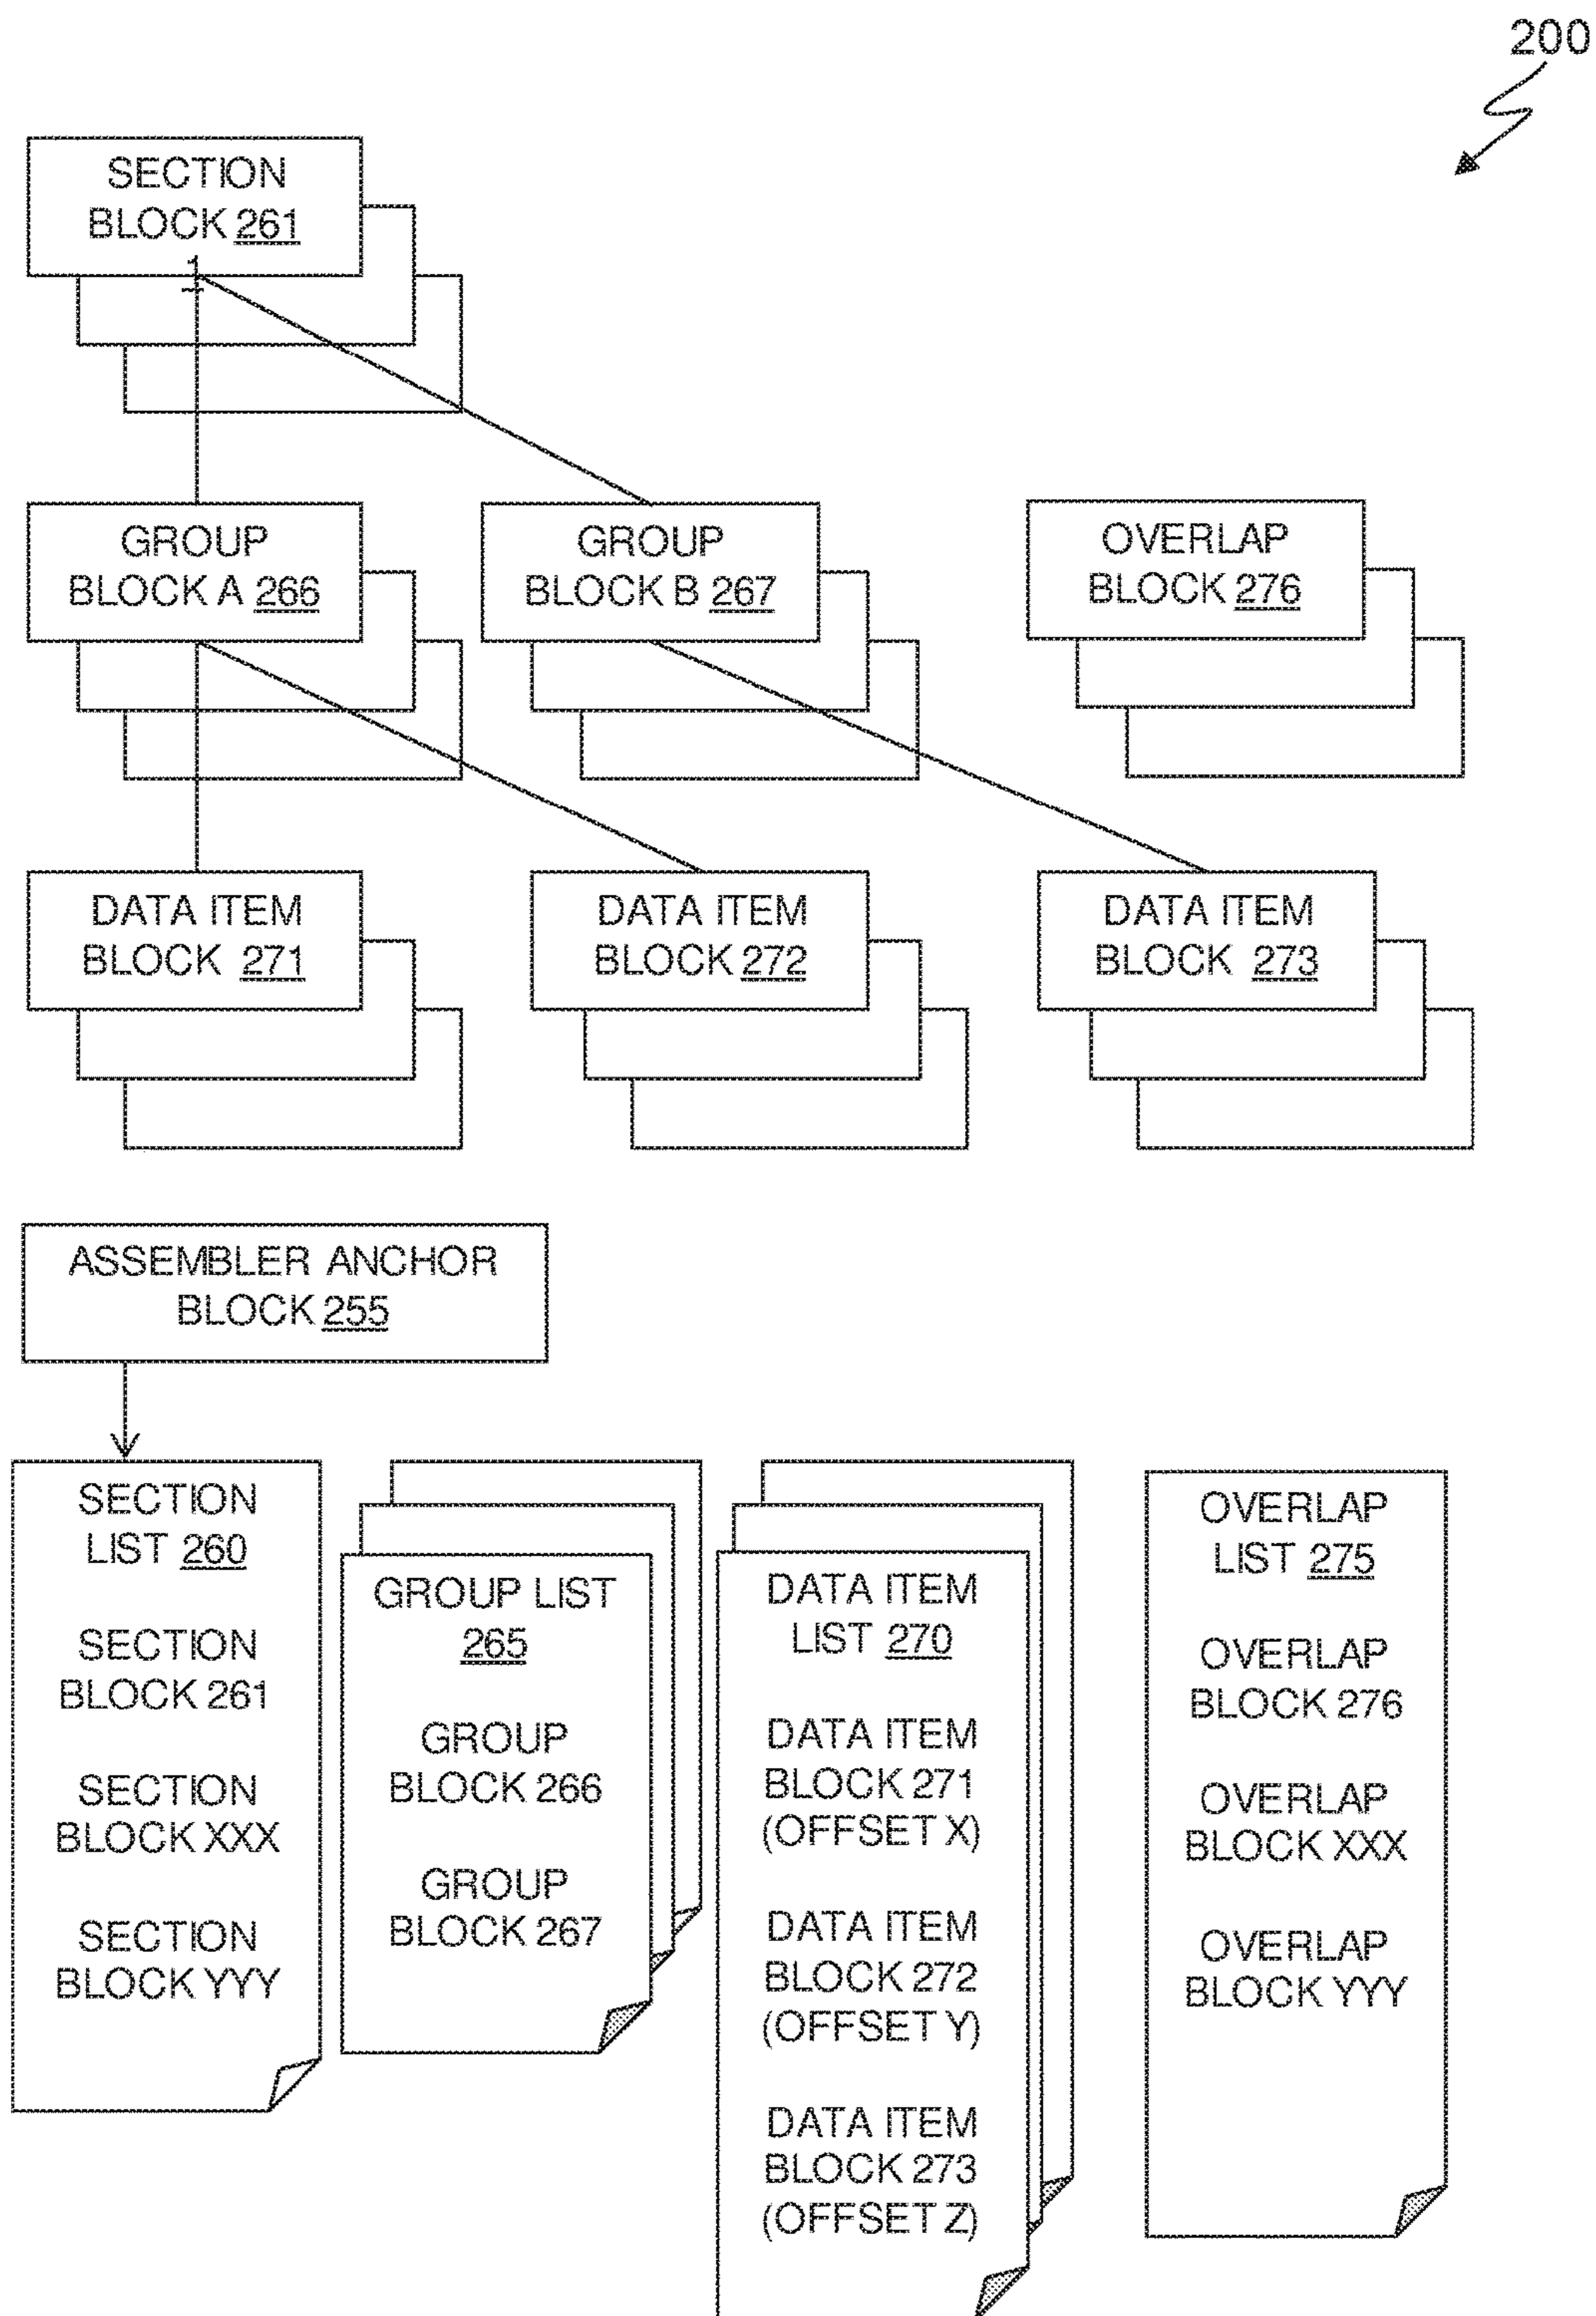 200
SECTION
BLOCK 261
1
GROUP
BLOCK A 266
GROUP
BLOCK B 267
OVERLAP
BLOCK 276
DATA ITEM
BLOCK 271
DATA ITEM
BLOCK 272
DATA ITEM
BLOCK 273
ASSEMBLER ANCHOR
BLOCK 255
SECTION
LIST 260
SECTION
BLOCK 261
SECTION
BLOCK XXX
SECTION
BLOCK YYY
GROUP LIST
265
GROUP
BLOCK 266
GROUP
BLOCK 267
DATA ITEM
LIST 270
DATA ITEM
BLOCK 271
(OFFSET X)
DATA ITEM
BLOCK 272
(OFFSET Y)
DATA ITEM
BLOCK 273
(OFFSET Z)
OVERLAP
LIST 275
OVERLAP
BLOCK 276
OVERLAP
BLOCK XXX
OVERLAP
BLOCK YYY